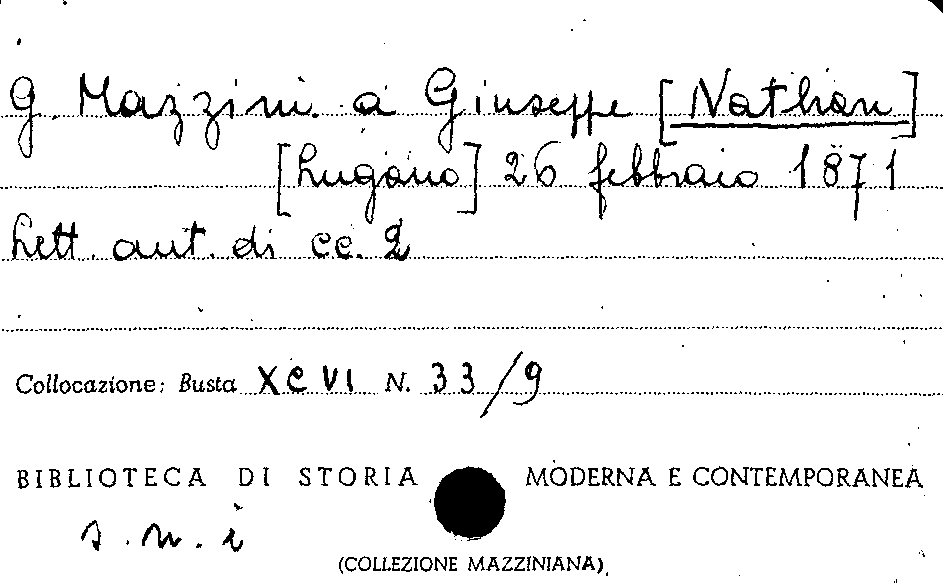 G. Mazzini a Giuseppe [Nathan]
[Lugano] 26 febbraio 1871
Lett. aut. di cc. 2
Collocazione: Busta XCVI N. 33/9
BIBLIOTECA DI STORIA MODERNA E CONTEMPORANEA
s.n.i
(COLLEZIONE MAZZINIANA)